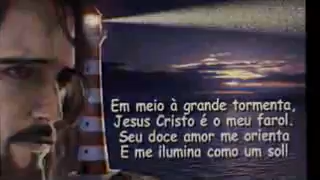 Em meio à grande tormenta,
Jesus Cristo é o meu farol.
Seu doce amor me orienta
E me ilumina como um sol!